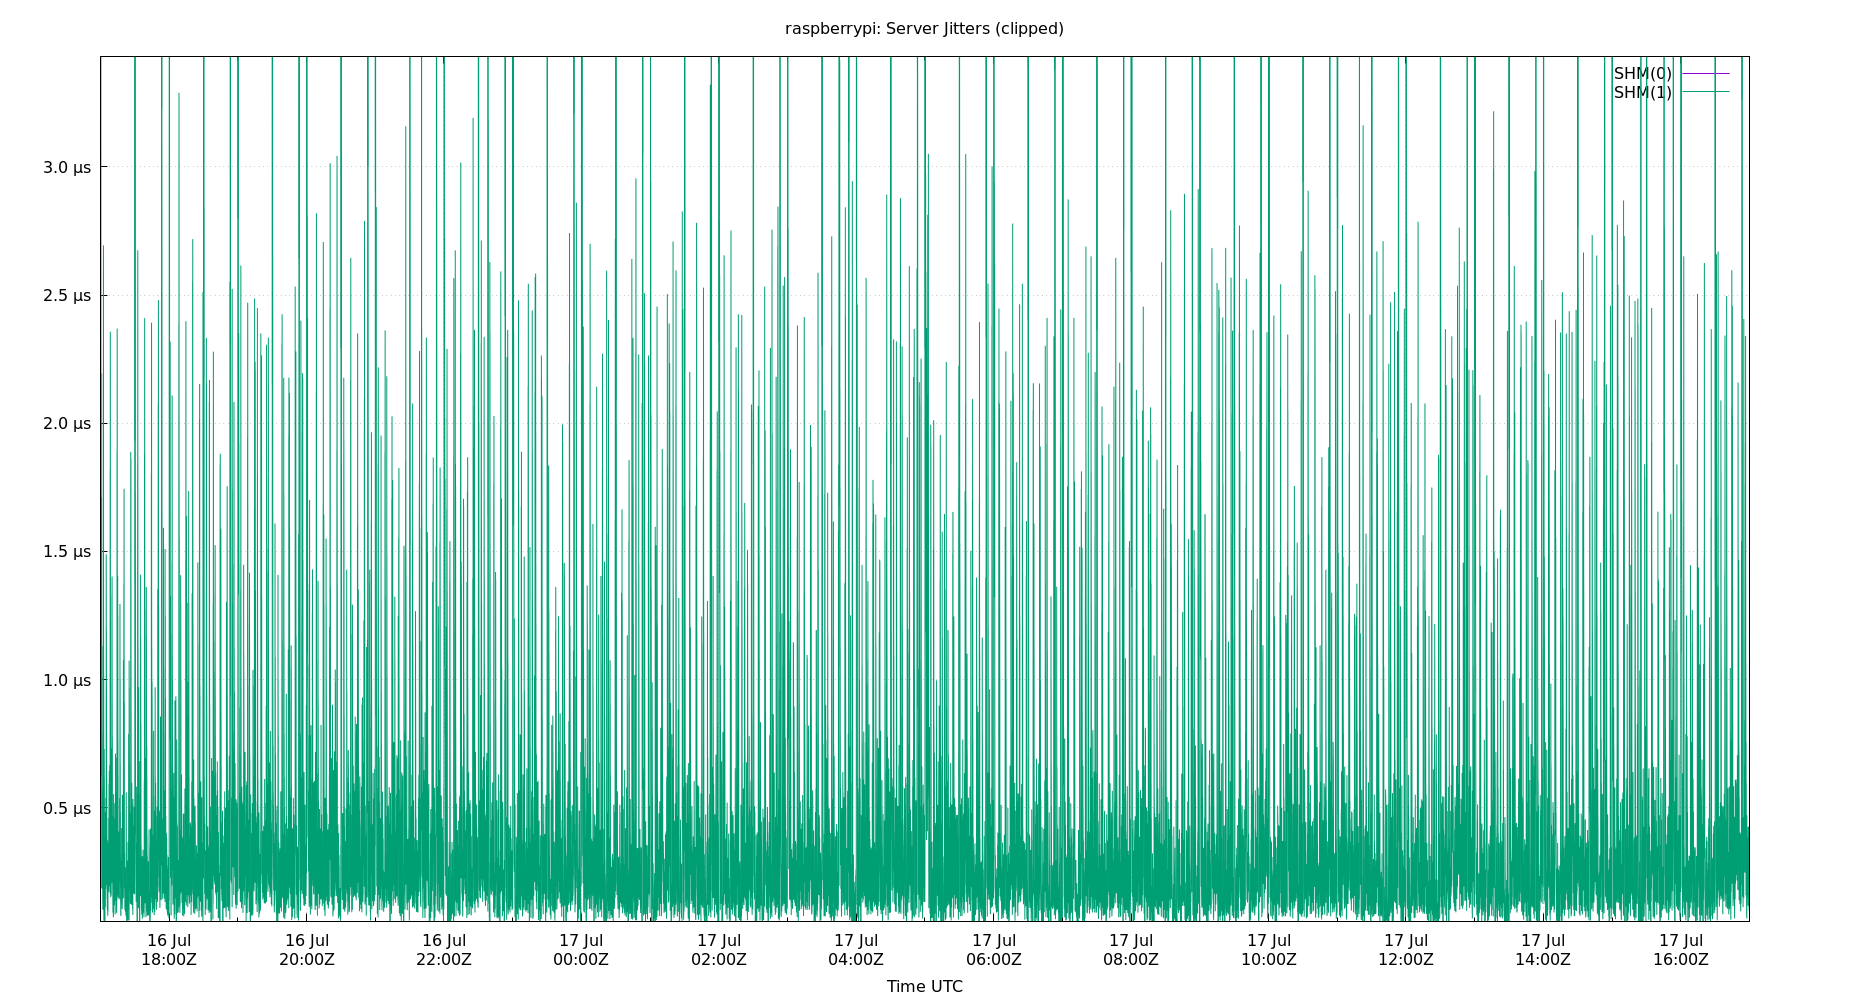 raspberrypi: Server Jitters (clipped)
SHM(0)
SHM(1)
3.0 µs
2.5 µs
2.0 µs
1.5 µs
1.0 µs
0.5 µs
16 Jul 16 Jul 16 Jul 17 Jul 17 Jul 17 Jul 17 Jul 17 Jul 17 Jul 17 Jul 17 Jul 17 Jul
18:00Z 20:00Z 22:00Z 00:00Z 02:00Z 04:00Z 06:00Z 08:00Z 10:00Z 12:00Z 14:00Z 16:00Z
Time UTC